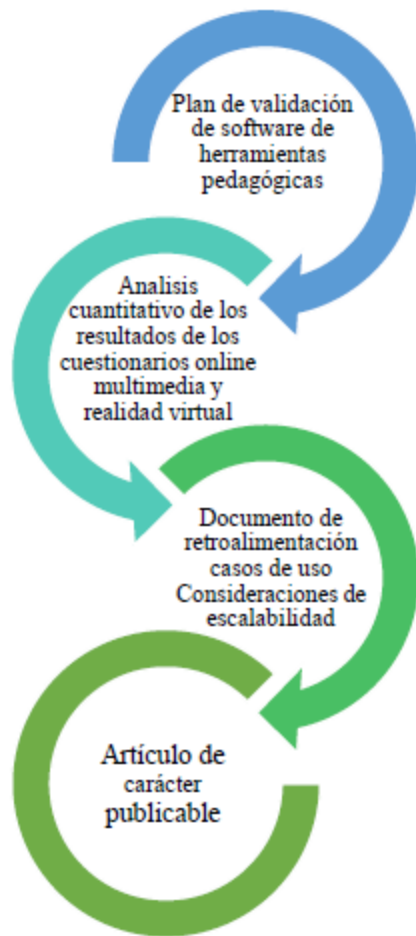 Plan de validación
de software de
herramientas
pedagógicas
Analisis
cuantitativo de los
resultados de los
cuestionarios online
multimedia y
realidad virtual
Documento de
retroalimentación
casos de uso
Consideraciones de
escalabilidad
Artículo de
carácter
publicable